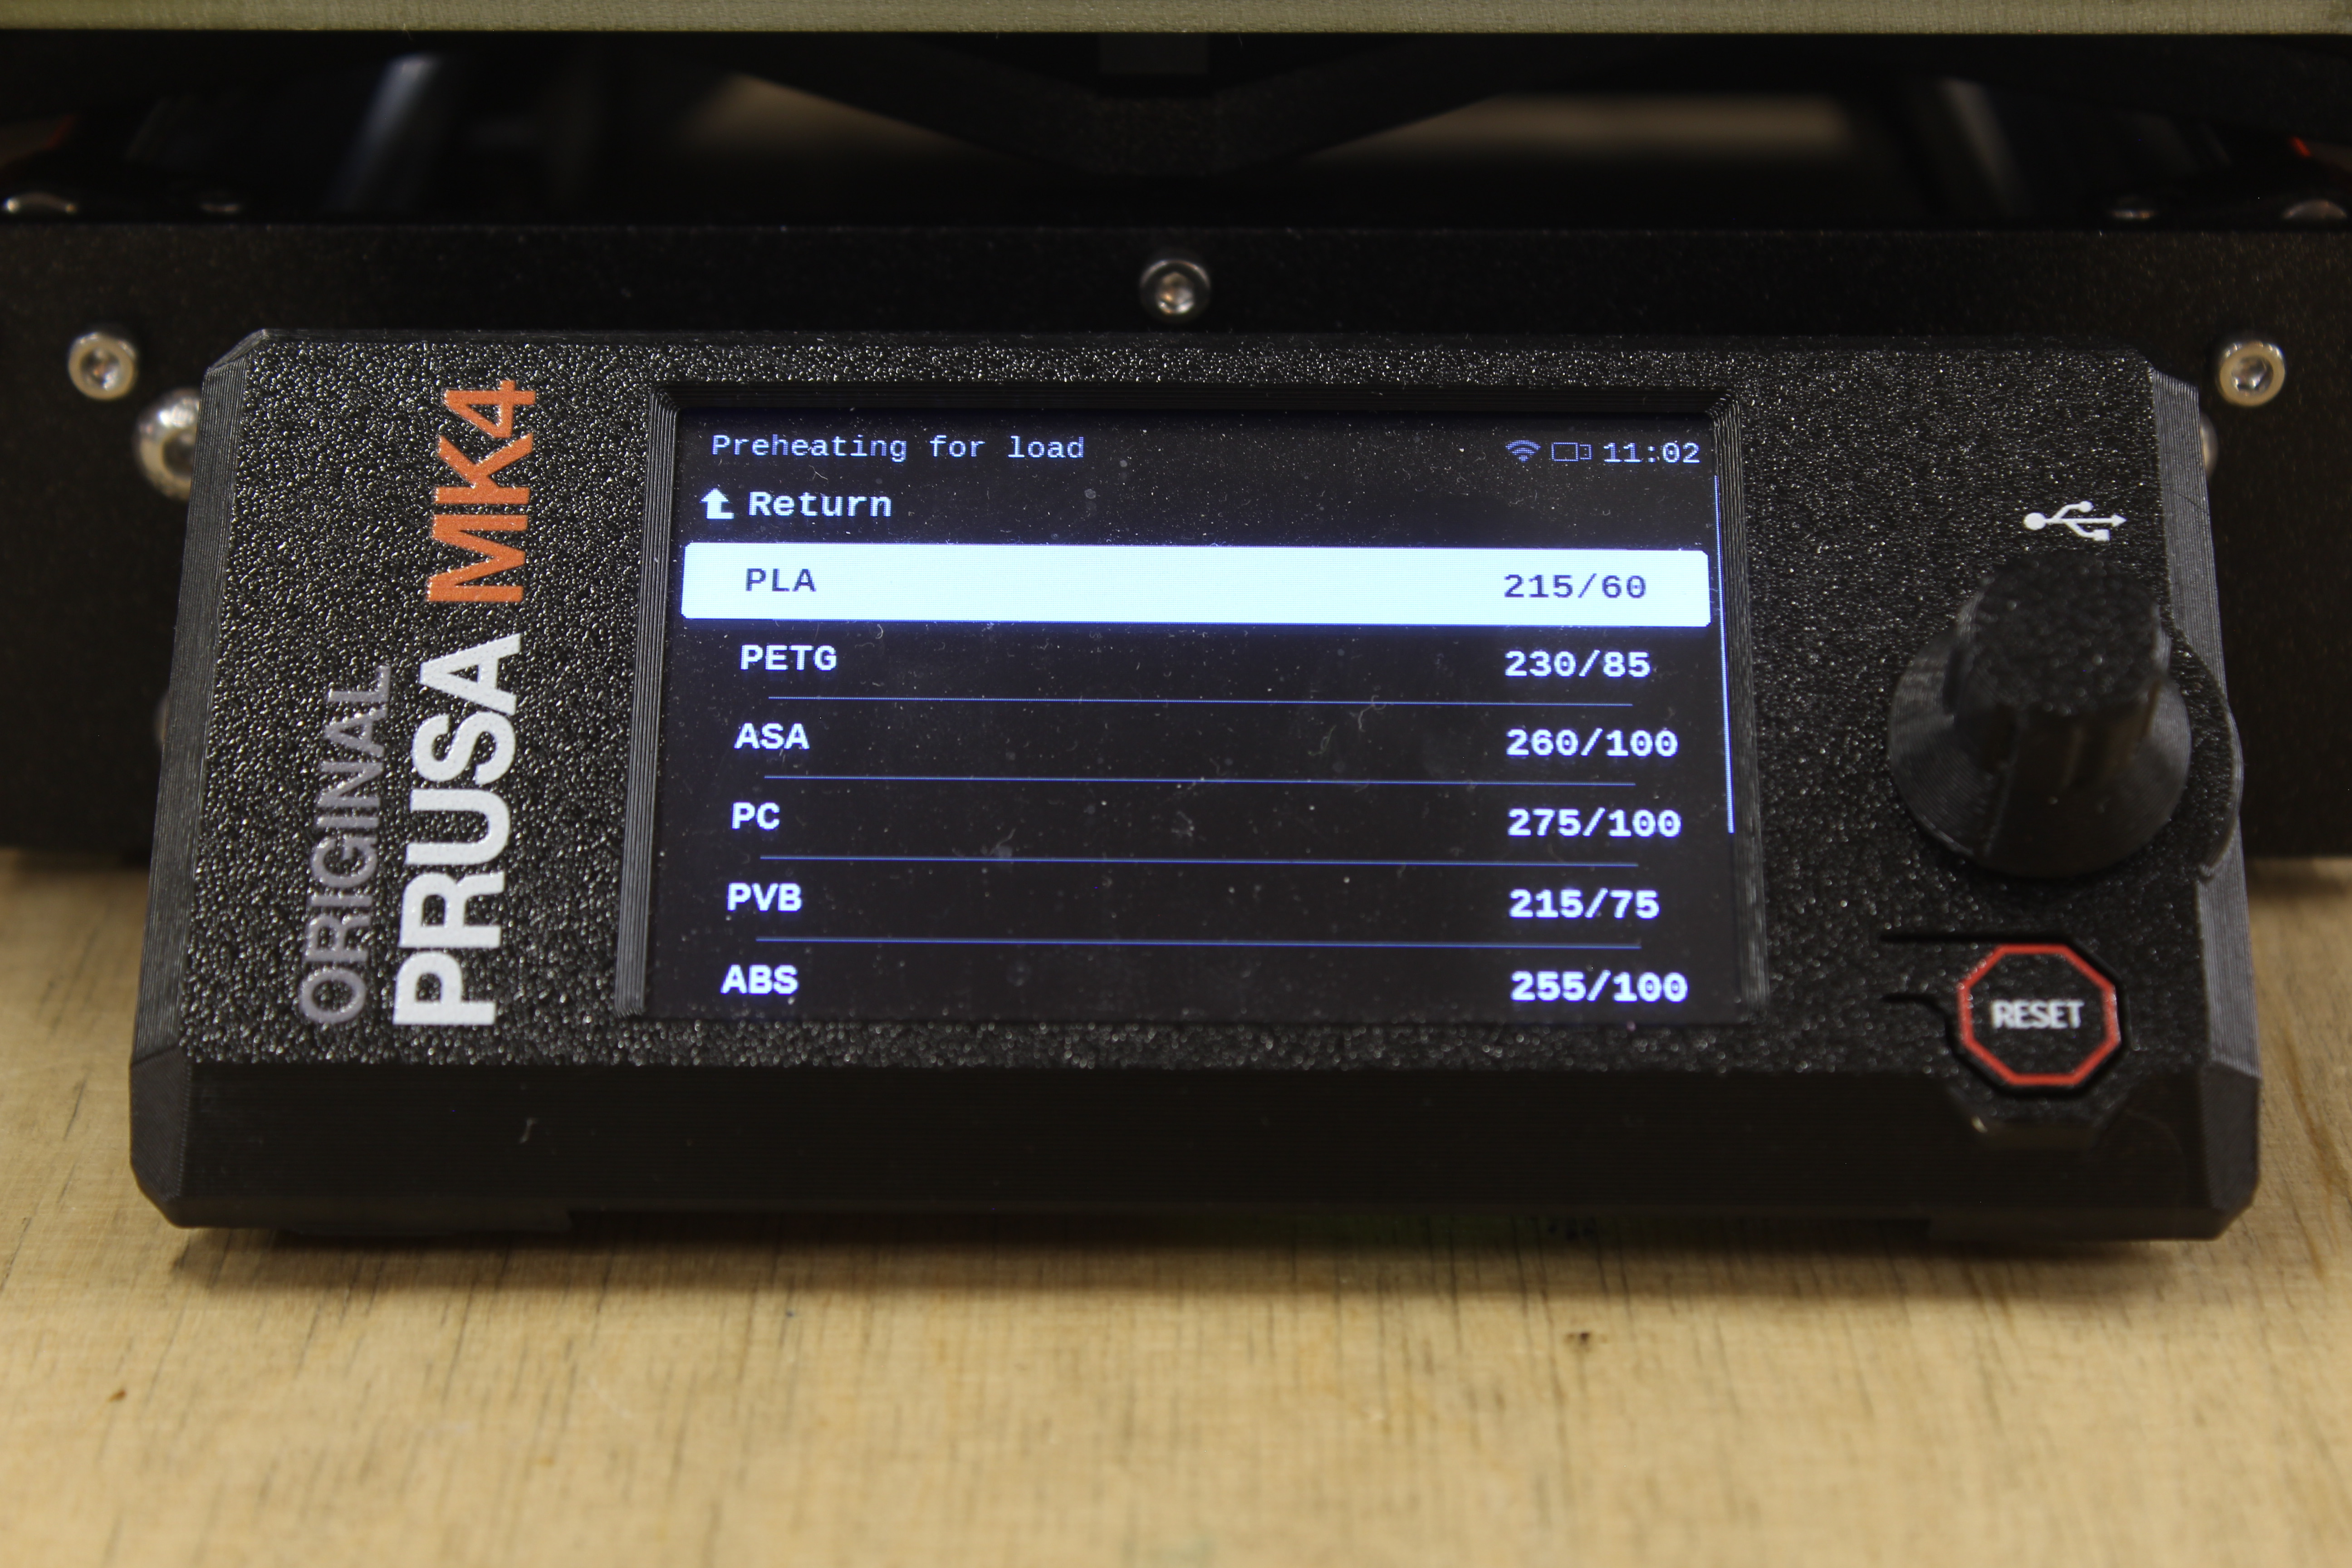 ORIGINAL
PRUSA MK4
Preheating for load 11:02
Return
PLA 215/60
PETG 230/85
ASA 260/100
PC 275/100
PVB 215/75
ABS 255/100
RESET